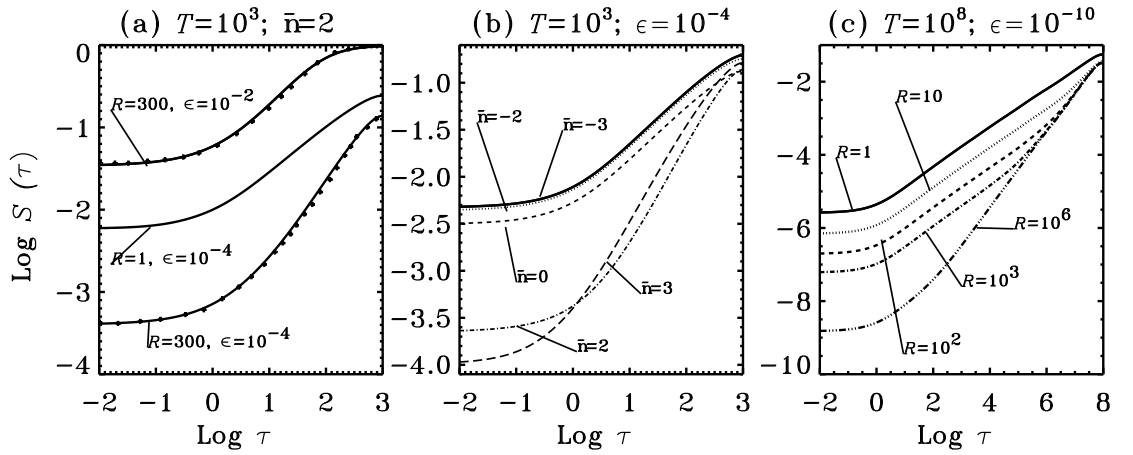 (a) T=10³; n̄=2
(b) T=10³; ϵ=10⁻⁴
(c) T=10⁸; ϵ=10⁻¹⁰
Log S (τ)
0
−1
−2
−3
−4
R=300, ϵ=10⁻²
R=1, ϵ=10⁻⁴
R=300, ϵ=10⁻⁴
−2 −1 0 1 2 3
Log τ
−1.0
−1.5
−2.0
−2.5
−3.0
−3.5
−4.0
n̄=−2
n̄=−3
n̄=0
n̄=3
n̄=2
−2 −1 0 1 2 3
Log τ
−2
−4
−6
−8
−10
R=10
R=1
R=10⁶
R=10³
R=10²
−2 0 2 4 6 8
Log τ